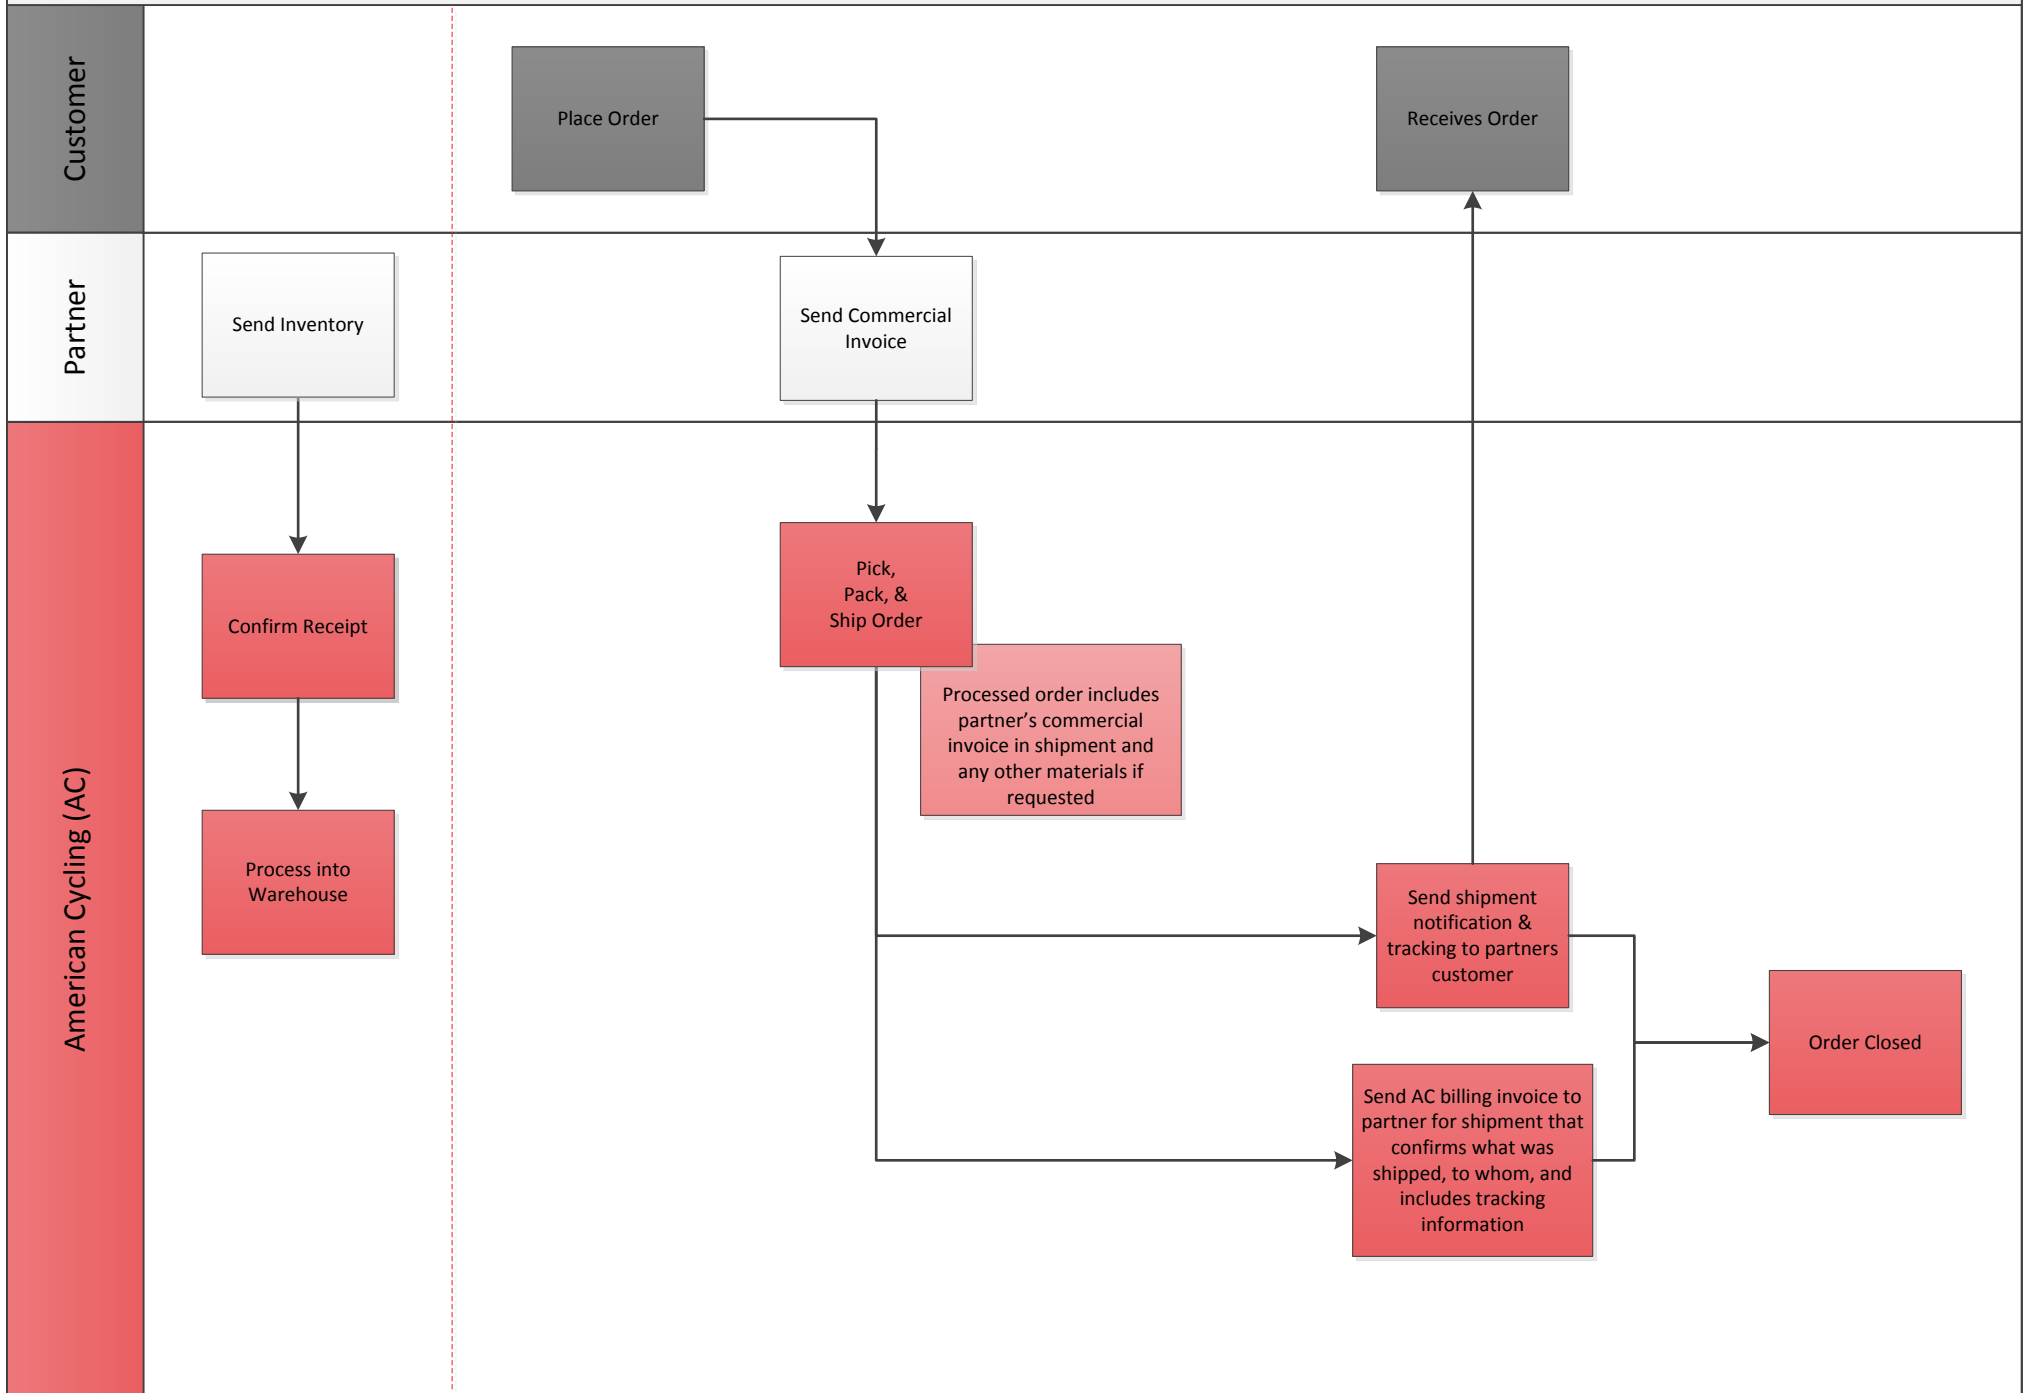 Customer
Place Order
Receives Order
Partner
Send Inventory
Send Commercial
Invoice
American Cycling (AC)
Confirm Receipt
Process into
Warehouse
Pick,
Pack, &
Ship Order
Processed order includes
partner’s commercial
invoice in shipment and
any other materials if
requested
Send shipment
notification &
tracking to partners
customer
Send AC billing invoice to
partner for shipment that
confirms what was
shipped, to whom, and
includes tracking
information
Order Closed